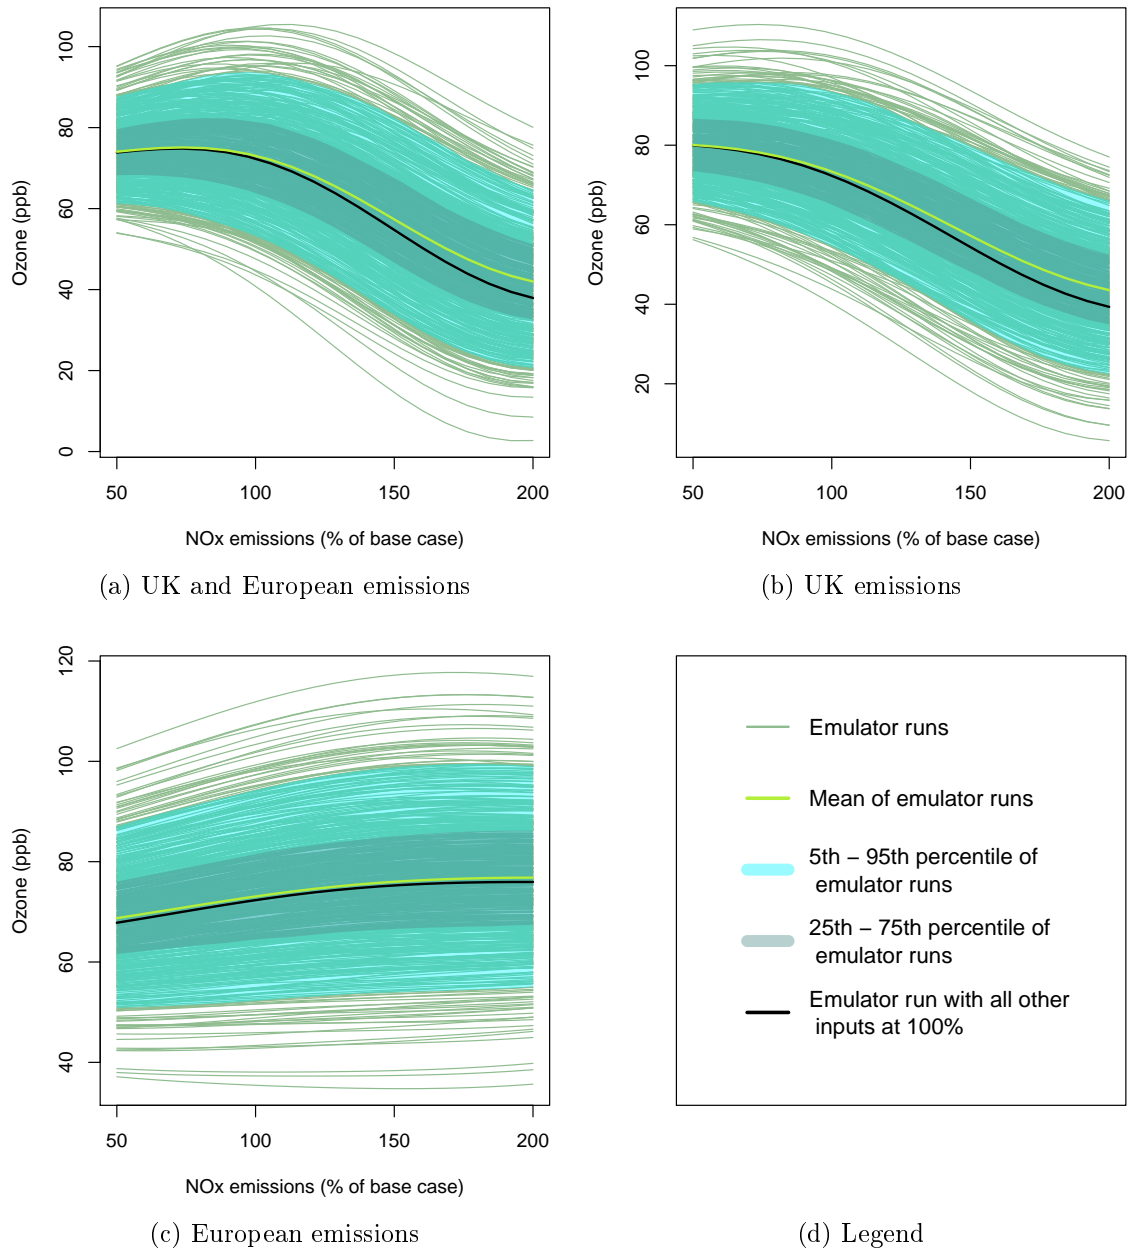 100
80
60
40
20
0
Ozone (ppb)
50 100 150 200
NOx emissions (% of base case)
(a) UK and European emissions
100
80
60
40
20
Ozone (ppb)
50 100 150 200
NOx emissions (% of base case)
(b) UK emissions
120
100
80
60
40
Ozone (ppb)
50 100 150 200
NOx emissions (% of base case)
(c) European emissions
Emulator runs
Mean of emulator runs
5th − 95th percentile of
emulator runs
25th − 75th percentile of
emulator runs
Emulator run with all other
inputs at 100%
(d) Legend